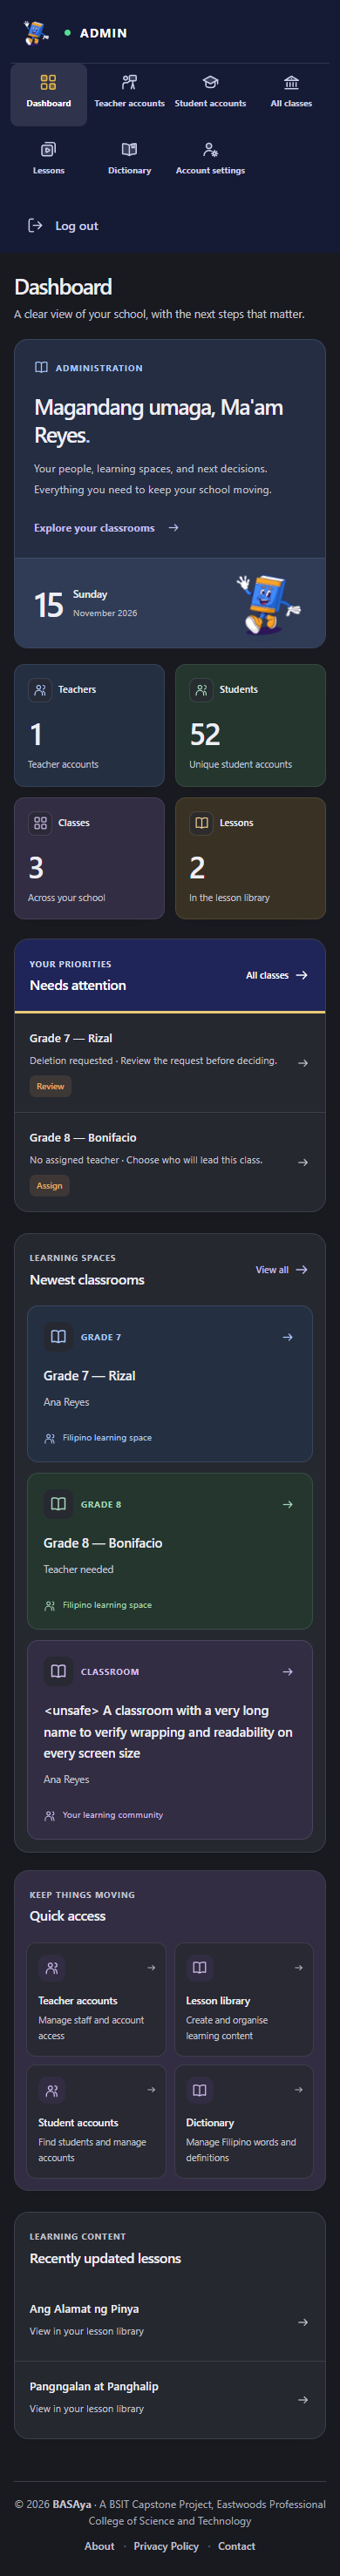 ADMIN
Dashboard
Teacher accounts
Student accounts
All classes
Lessons
Dictionary
Account settings
Log out
Dashboard
A clear view of your school, with the next steps that matter.
ADMINISTRATION
Magandang umaga, Ma'am
Reyes.
Your people, learning spaces, and next decisions.
Everything you need to keep your school moving.
Explore your classrooms
15
Sunday
November 2026
Teachers
1
Teacher accounts
Students
52
Unique student accounts
Classes
3
Across your school
Lessons
2
In the lesson library
YOUR PRIORITIES
Needs attention
All classes
Grade 7 — Rizal
Deletion requested · Review the request before deciding.
Review
Grade 8 — Bonifacio
No assigned teacher · Choose who will lead this class.
Assign
LEARNING SPACES
Newest classrooms
View all
GRADE 7
Grade 7 — Rizal
Ana Reyes
Filipino learning space
GRADE 8
Grade 8 — Bonifacio
Teacher needed
Filipino learning space
CLASSROOM
<unsafe> A classroom with a very long
name to verify wrapping and readability on
every screen size
Ana Reyes
Your learning community
KEEP THINGS MOVING
Quick access
Teacher accounts
Manage staff and account
access
Lesson library
Create and organise
learning content
Student accounts
Find students and manage
accounts
Dictionary
Manage Filipino words and
definitions
LEARNING CONTENT
Recently updated lessons
Ang Alamat ng Pinya
View in your lesson library
Pangngalan at Panghalip
View in your lesson library
© 2026 BASAya · A BSIT Capstone Project, Eastwoods Professional
College of Science and Technology
About · Privacy Policy · Contact